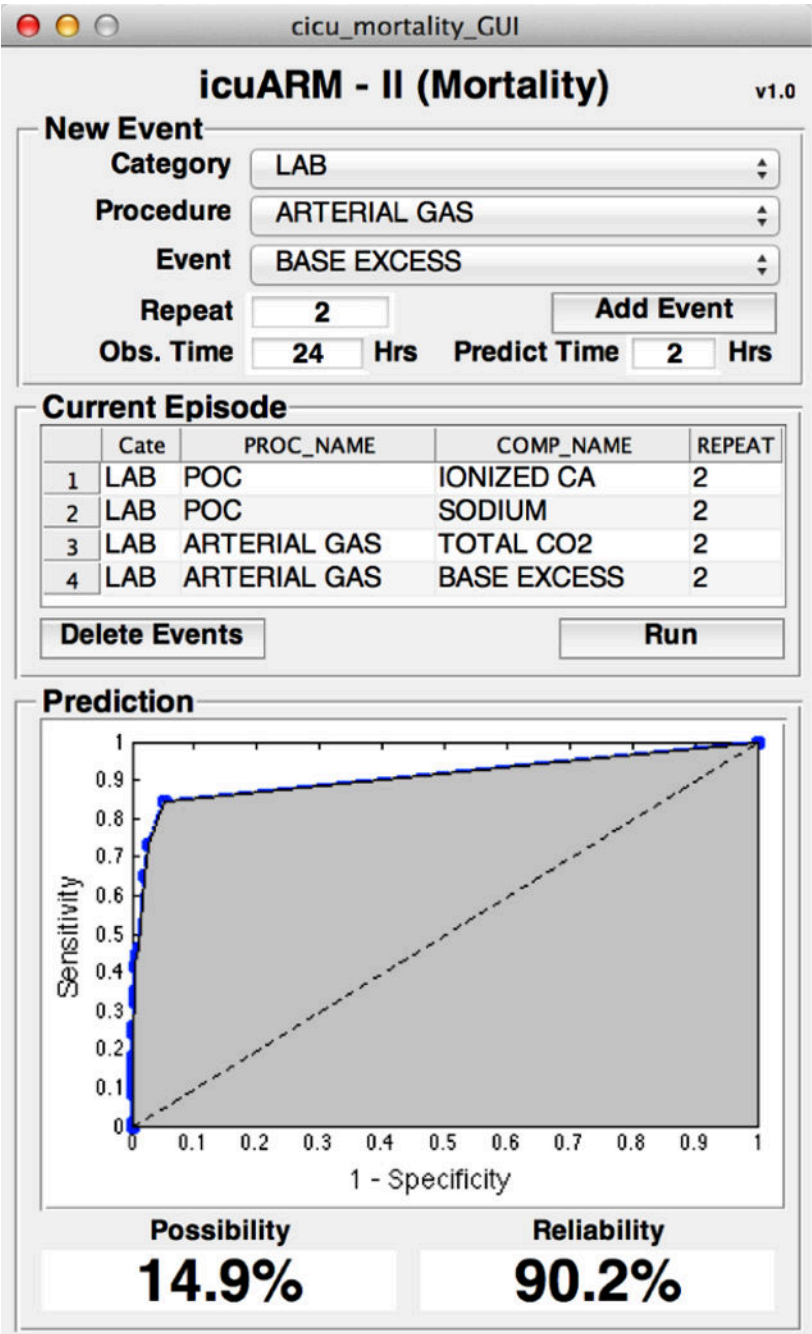 cicu_mortality_GUI
icuARM - II (Mortality) v1.0
New Event
Category LAB
Procedure ARTERIAL GAS
Event BASE EXCESS
Repeat 2 Add Event
Obs. Time 24 Hrs Predict Time 2 Hrs
Current Episode
Cate PROC_NAME COMP_NAME REPEAT
1 LAB POC IONIZED CA 2
2 LAB POC SODIUM 2
3 LAB ARTERIAL GAS TOTAL CO2 2
4 LAB ARTERIAL GAS BASE EXCESS 2
Delete Events Run
Prediction
1
0.9
0.8
0.7
0.6
0.5
0.4
0.3
0.2
0.1
0
Sensitivity
0 0.1 0.2 0.3 0.4 0.5 0.6 0.7 0.8 0.9 1
1 - Specificity
Possibility Reliability
14.9% 90.2%